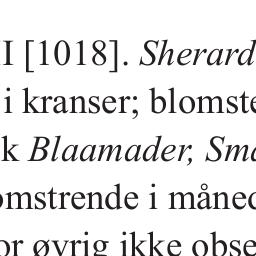 I [1018]. Sherard
i kranser; blomste
k Blaamader, Sma
omstrende i måned
or øvrig ikke obse